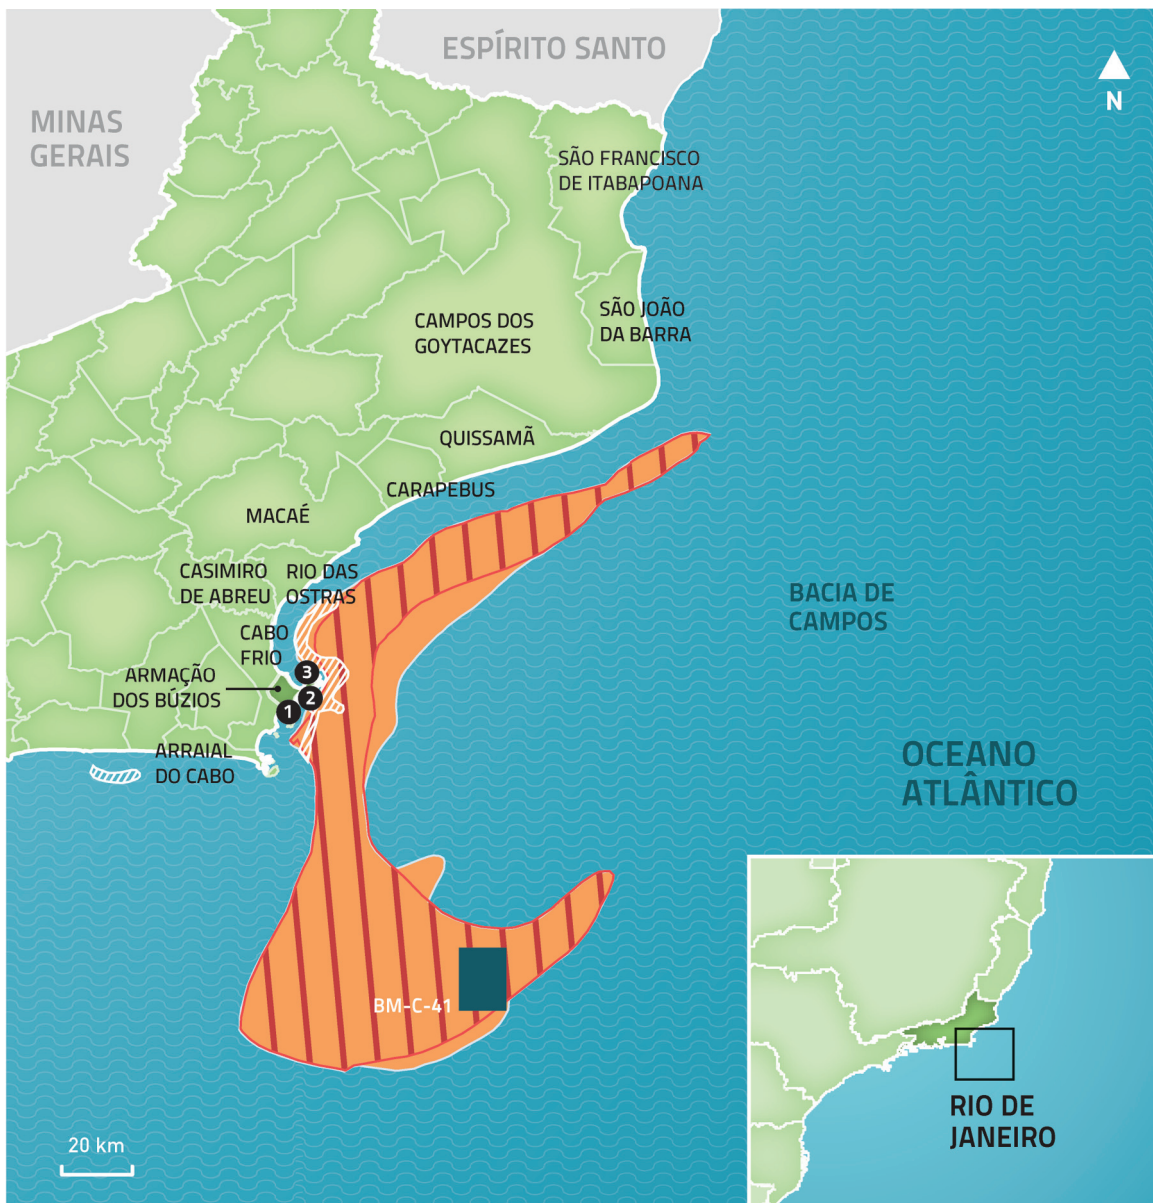 ESPÍRITO SANTO
N
MINAS
GERAIS
SÃO FRANCISCO
DE ITABAPOANA
SÃO JOÃO
DA BARRA
CAMPOS DOS
GOYTACAZES
QUISSAMÃ
CARAPEBUS
MACAÉ
CASIMIRO
DE ABREU
RIO DAS
OSTRAS
BACIA DE
CAMPOS
CABO
FRIO
ARMAÇÃO
DOS BÚZIOS
3
2
1
ARRAIAL
DO CABO
OCEANO
ATLÂNTICO
BM-C-41
RIO DE
JANEIRO
20 km